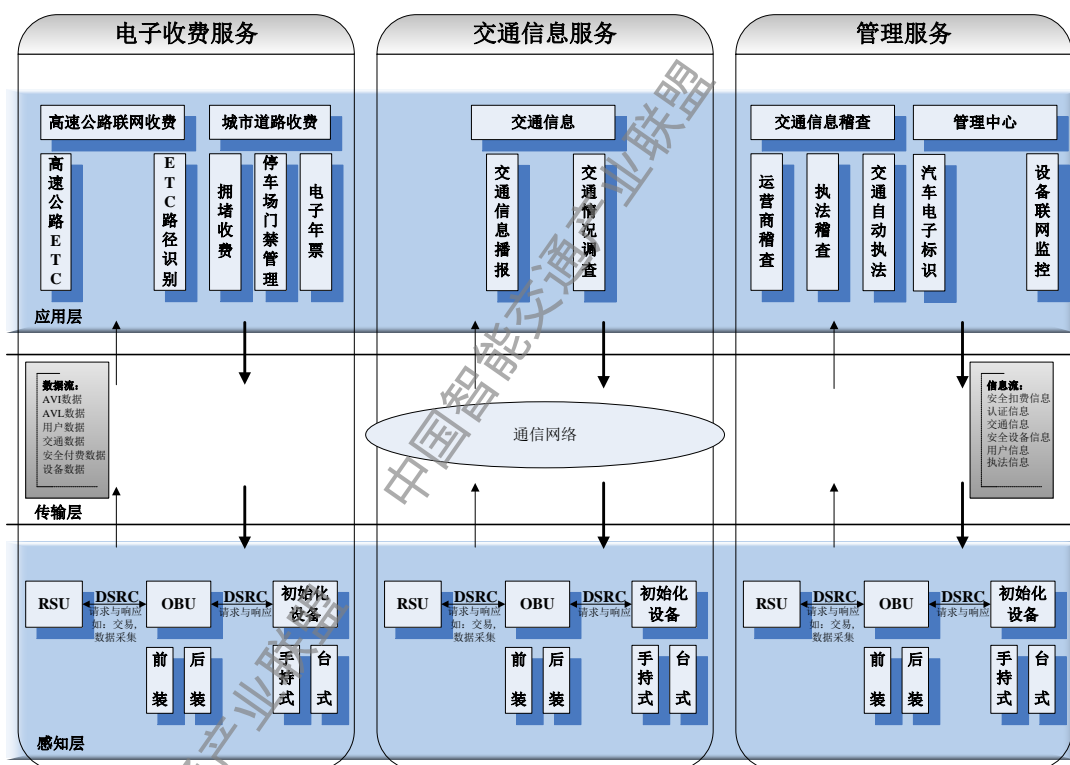 电子收费服务
交通信息服务
管理服务
高速公路联网收费
城市道路收费
交通信息
交通信息稽查
管理中心
高速公路ETC
ETC路径识别
拥堵收费
停车场门禁管理
电子年票
交通信息播报
交通情况调查
运营商稽查
执法稽查
交通自动执法
汽车电子标识
设备联网监控
应用层
数据流:
AVI数据
AVL数据
用户数据
交通数据
安全付费数据
设备数据
通信网络
信息流:
安全扣费信息
认证信息
交通信息
安全设备信息
用户信息
执法信息
传输层
RSU
DSRC
请求与响应
如:交易,
数据采集
OBU
DSRC
请求与响应
初始化
设备
前装
后装
手持式
台式
RSU
DSRC
请求与响应
如:交易,
数据采集
OBU
DSRC
请求与响应
初始化
设备
前装
后装
手持式
台式
RSU
DSRC
请求与响应
如:交易,
数据采集
OBU
DSRC
请求与响应
初始化
设备
前装
后装
手持式
台式
感知层
中国智能交通产业联盟
产业联盟